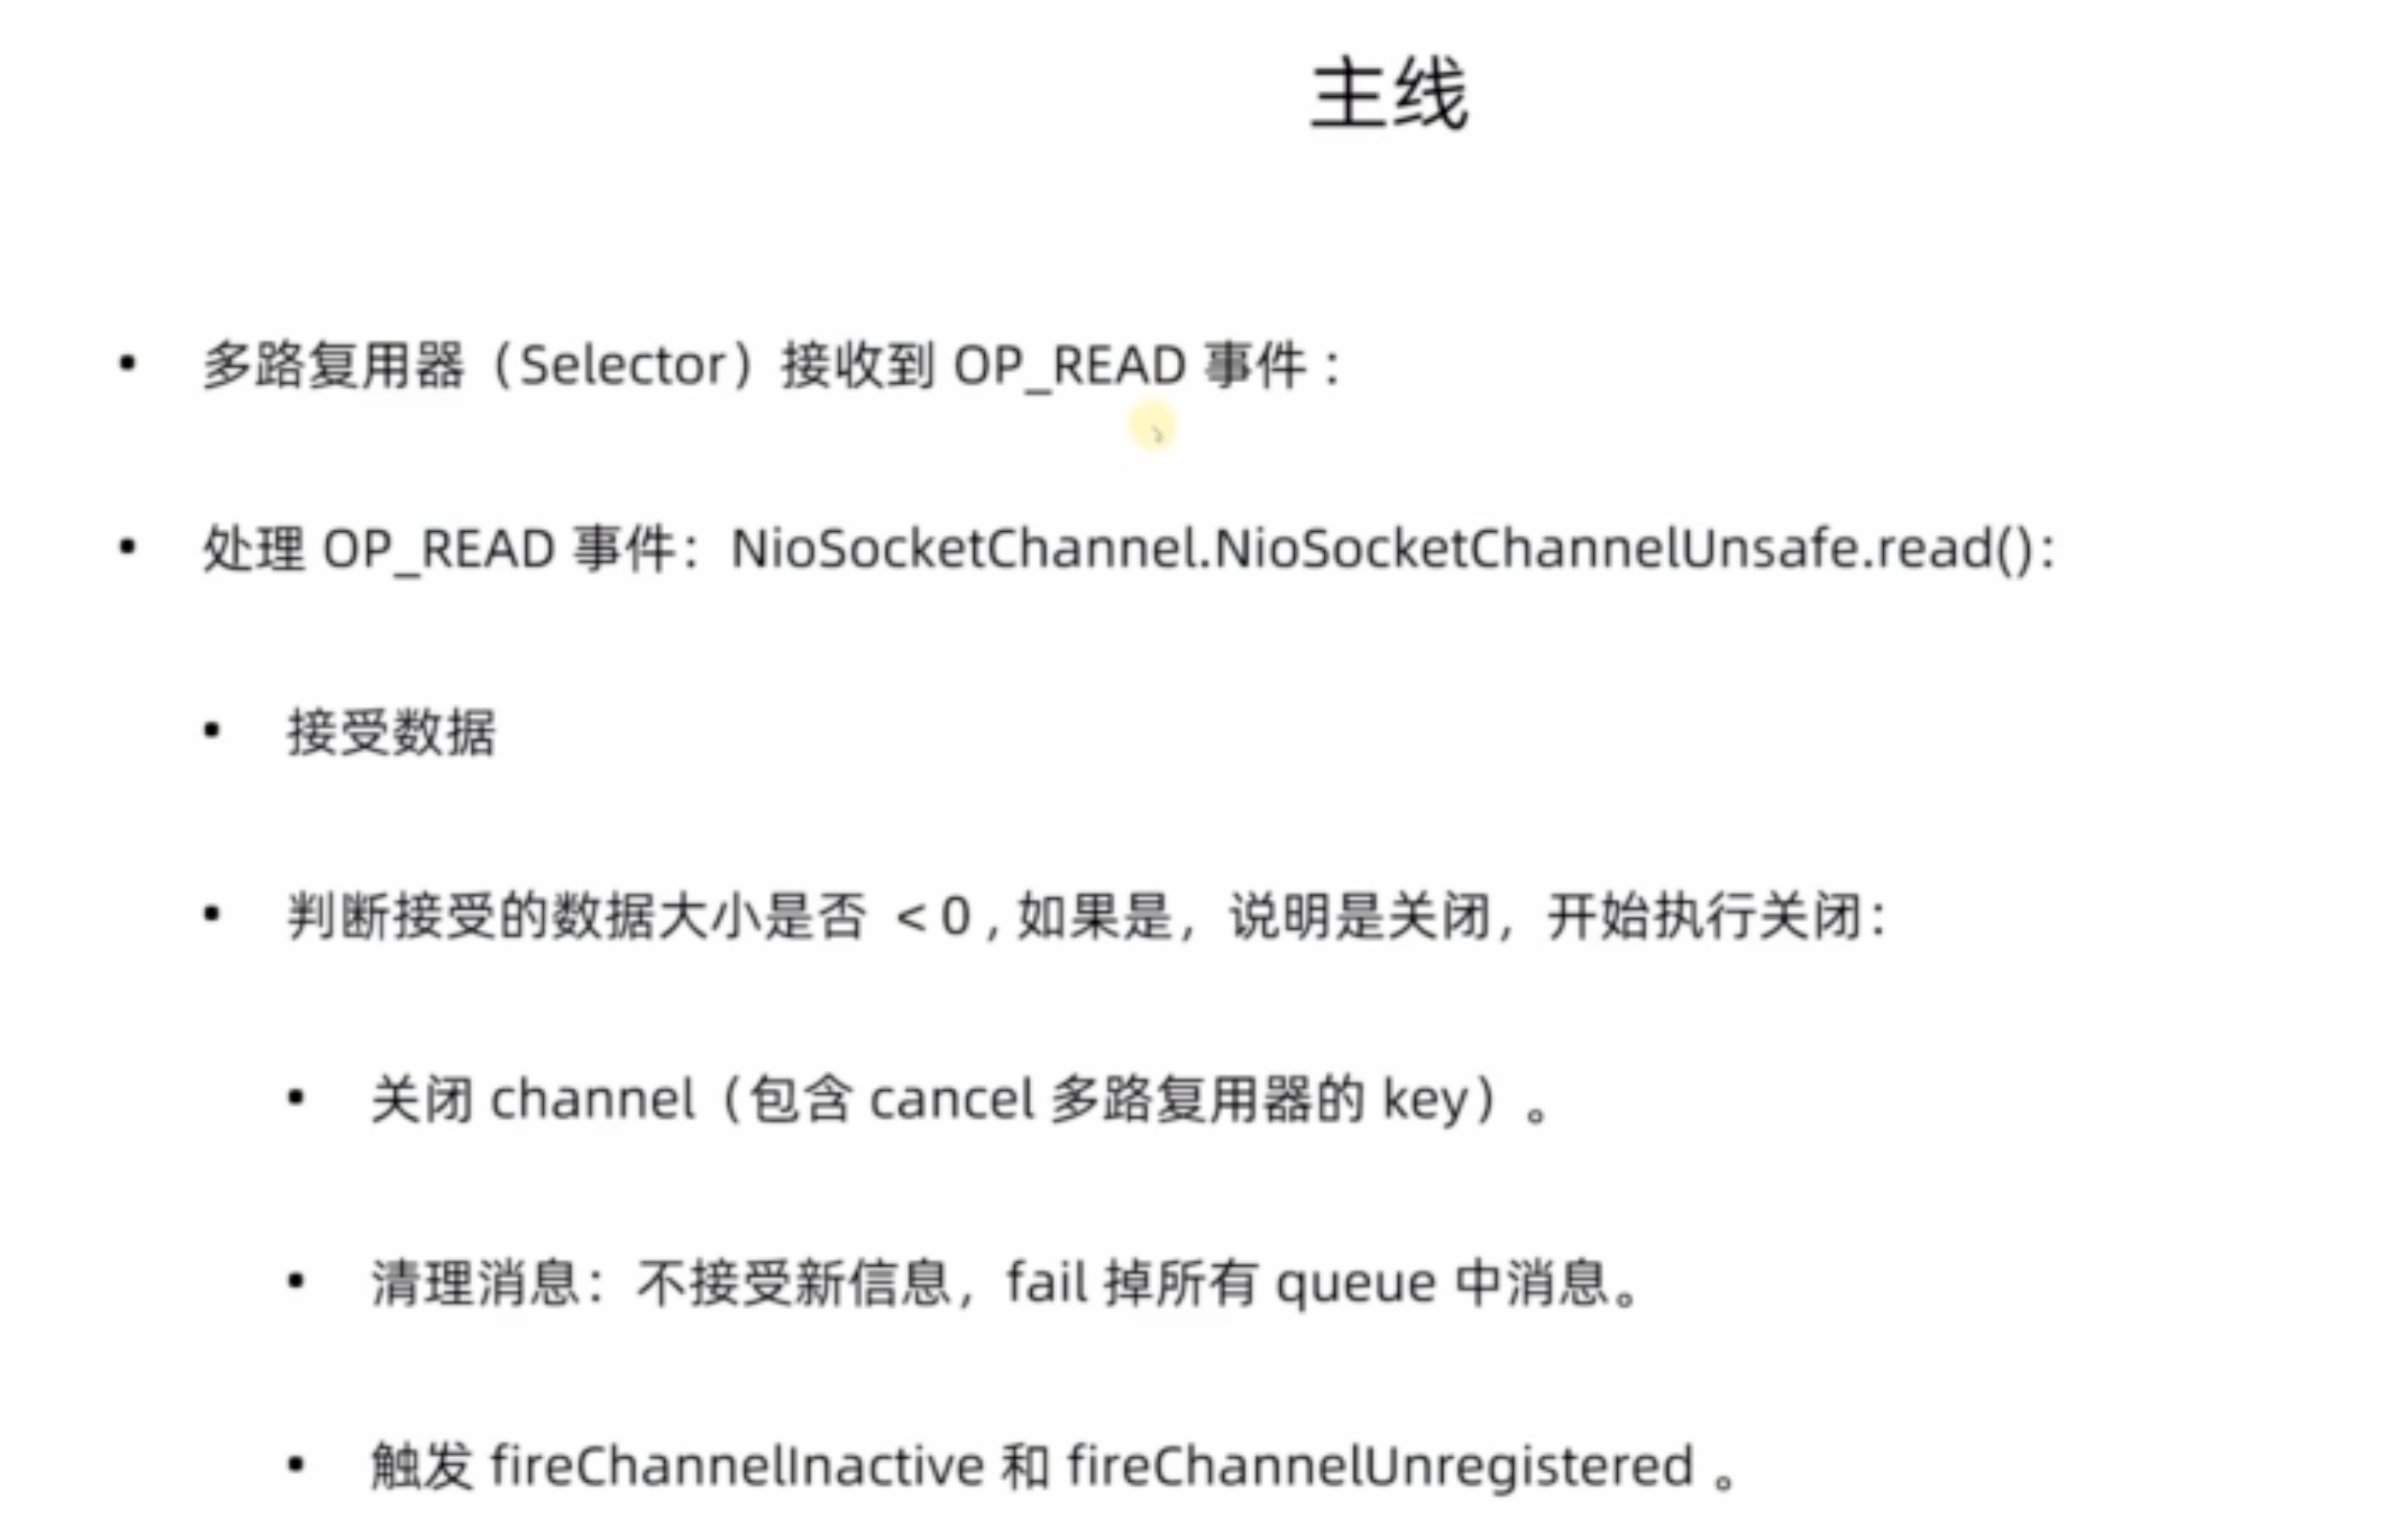 主线
• 多路复用器（Selector）接收到 OP_READ 事件：
• 处理 OP_READ 事件：NioSocketChannel.NioSocketChannelUnsafe.read()：
• 接受数据
• 判断接受的数据大小是否 < 0 , 如果是，说明是关闭，开始执行关闭：
• 关闭 channel（包含 cancel 多路复用器的 key）。
• 清理消息：不接受新信息，fail 掉所有 queue 中消息。
• 触发 fireChannelInactive 和 fireChannelUnregistered 。